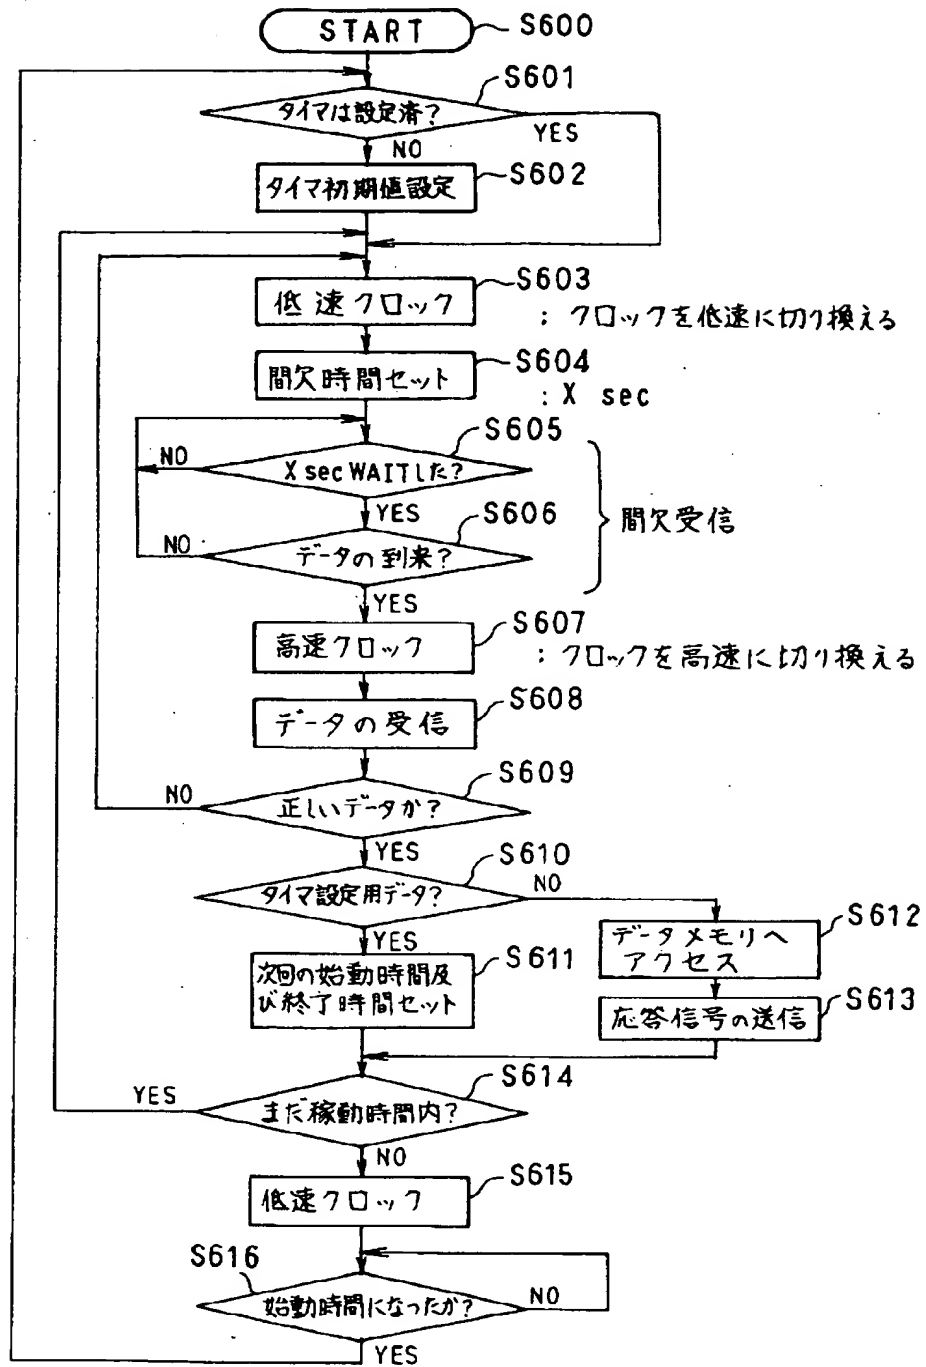 START
S600
S601
タイマは設定済?
YES
NO
タイマ初期値設定
S602
S603
低速クロック
: クロックを低速に切り換える
S604
間欠時間セット
: X sec
S605
NO
X sec WAITした?
YES
S606
NO
データの到来?
間欠受信
YES
S607
高速クロック
: クロックを高速に切り換える
S608
データの受信
S609
NO
正しいデータか?
YES
S610
タイマ設定用データ?
NO
YES
S612
データメモリへ
アクセス
S611
次回の始動時間及
び終了時間セット
S613
応答信号の送信
S614
YES
まだ稼動時間内?
NO
S615
低速クロック
S616
始動時間になったか?
NO
YES